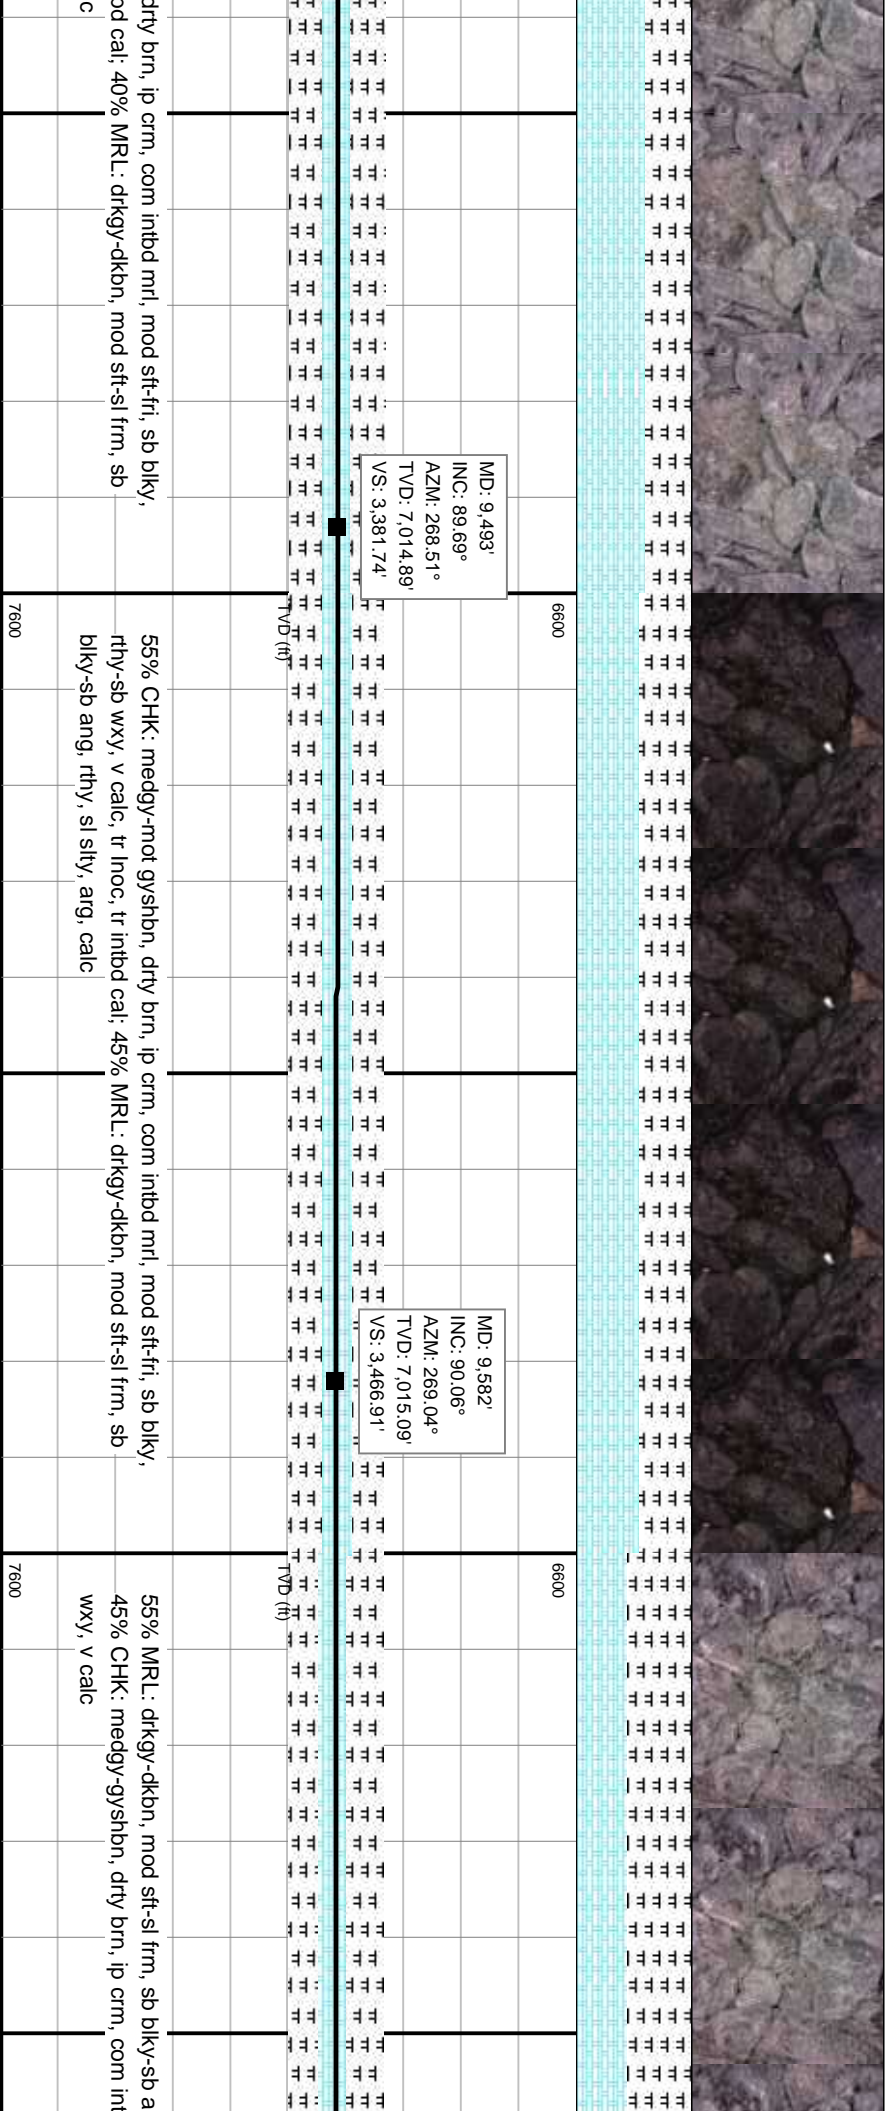 drty brn, ip crm, com intbd mrl, mod sft-fri, sb blky,
od cal; 40% MRL: drkgy-dkbn, mod sft-sl frm, sb
c
MD: 9,493'
INC: 89.69°
AZM: 268.51°
TVD: 7,014.89'
VS: 3,381.74'
6600
TVD (ft)
7600
55% CHK: medgy-mot gyshbn, drty brn, ip crm, com intbd mrl, mod sft-fri, sb blky,
rthy-sb wxy, v calc, tr Inoc, tr intbd cal; 45% MRL: drkgy-dkbn, mod sft-sl frm, sb
blky-sb ang, rthy, sl slty, arg, calc
MD: 9,582'
INC: 90.06°
AZM: 269.04°
TVD: 7,015.09'
VS: 3,466.91'
6600
TVD (ft)
7600
55% MRL: drkgy-dkbn, mod sft-sl frm, sb blky-sb a
45% CHK: medgy-gyshbn, drty brn, ip crm, com int
wxy, v calc